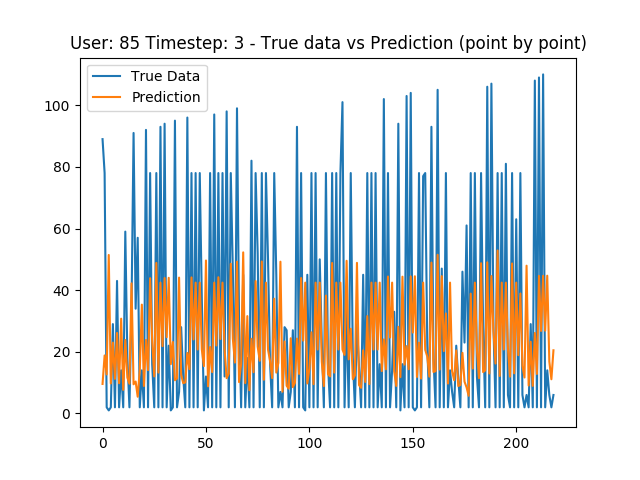 User: 85 Timestep: 3 - True data vs Prediction (point by point)
True Data
Prediction
100
80
60
40
20
0
0 50 100 150 200